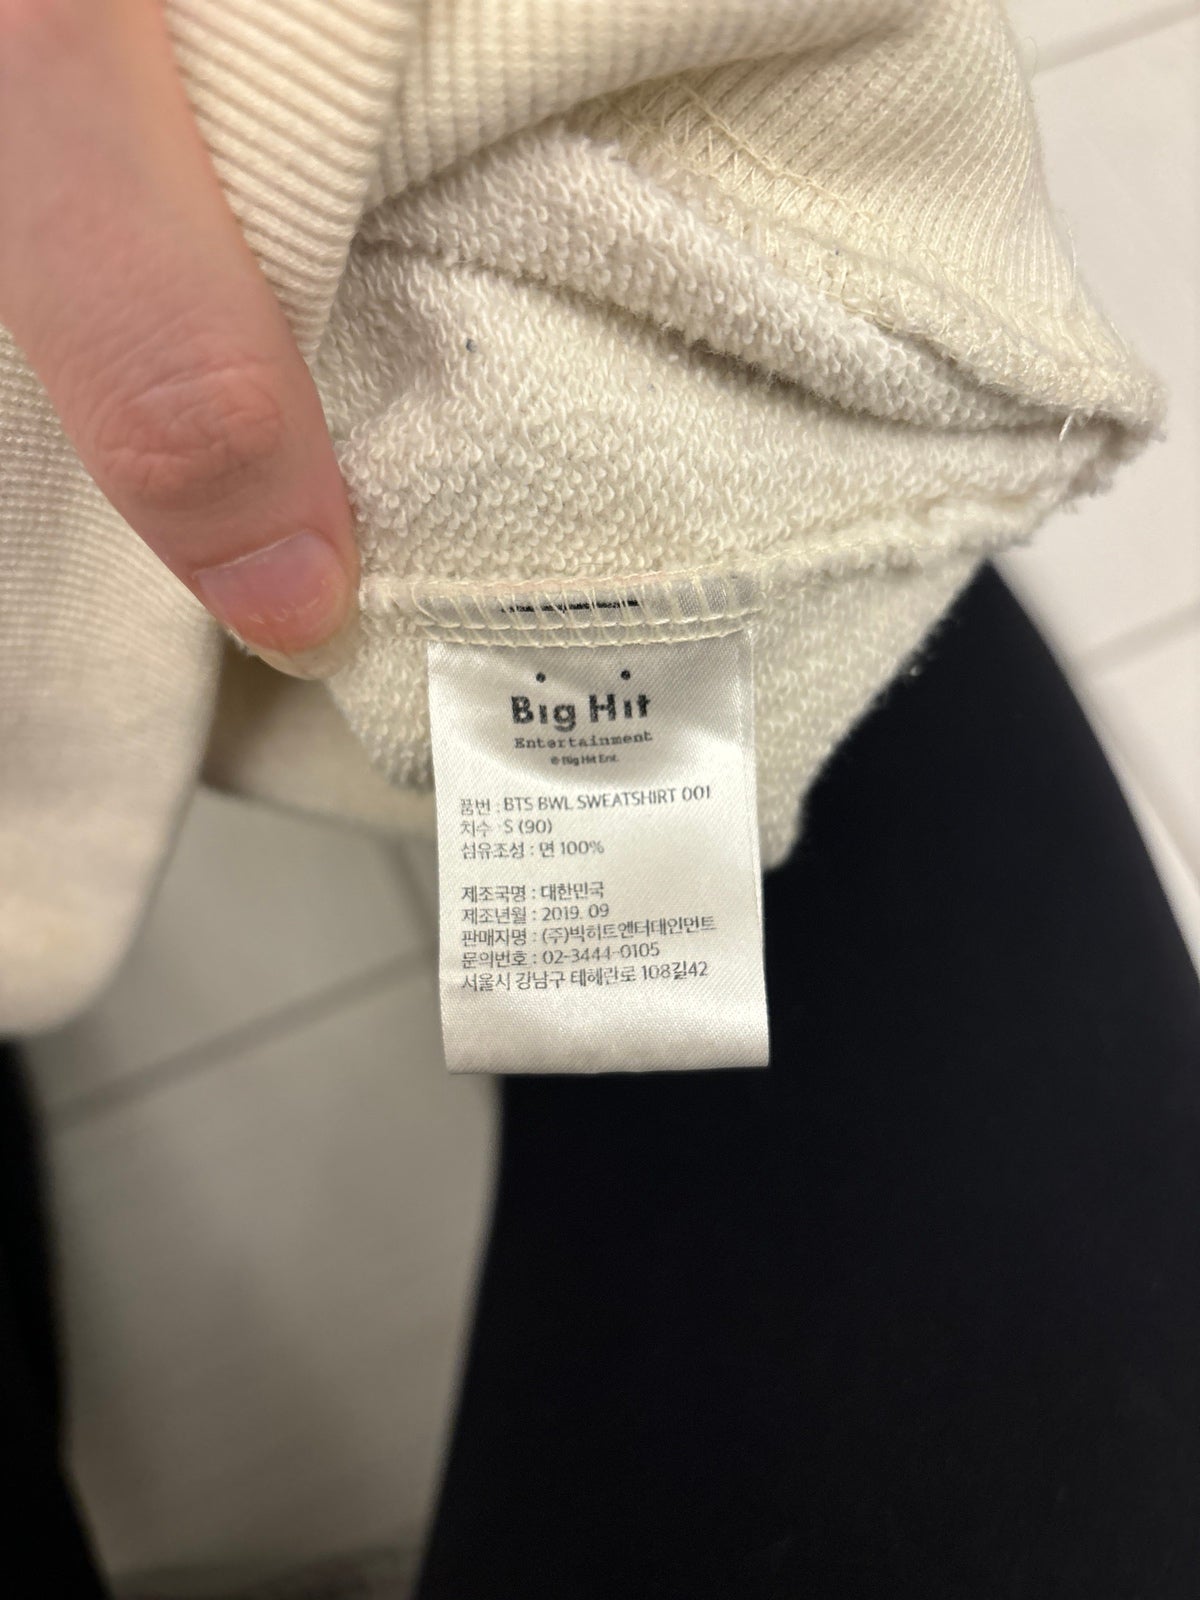 Big Hit
Entertainment
© Big Hit Ent.
품번 : BTS BWL SWEATSHIRT 001
치수 : S (90)
섬유조성 : 면 100%
제조국명 : 대한민국
제조년월 : 2019. 09
판매자명 : (주)빅히트엔터테인먼트
문의번호 : 02-3444-0105
서울시 강남구 테헤란로 108길42